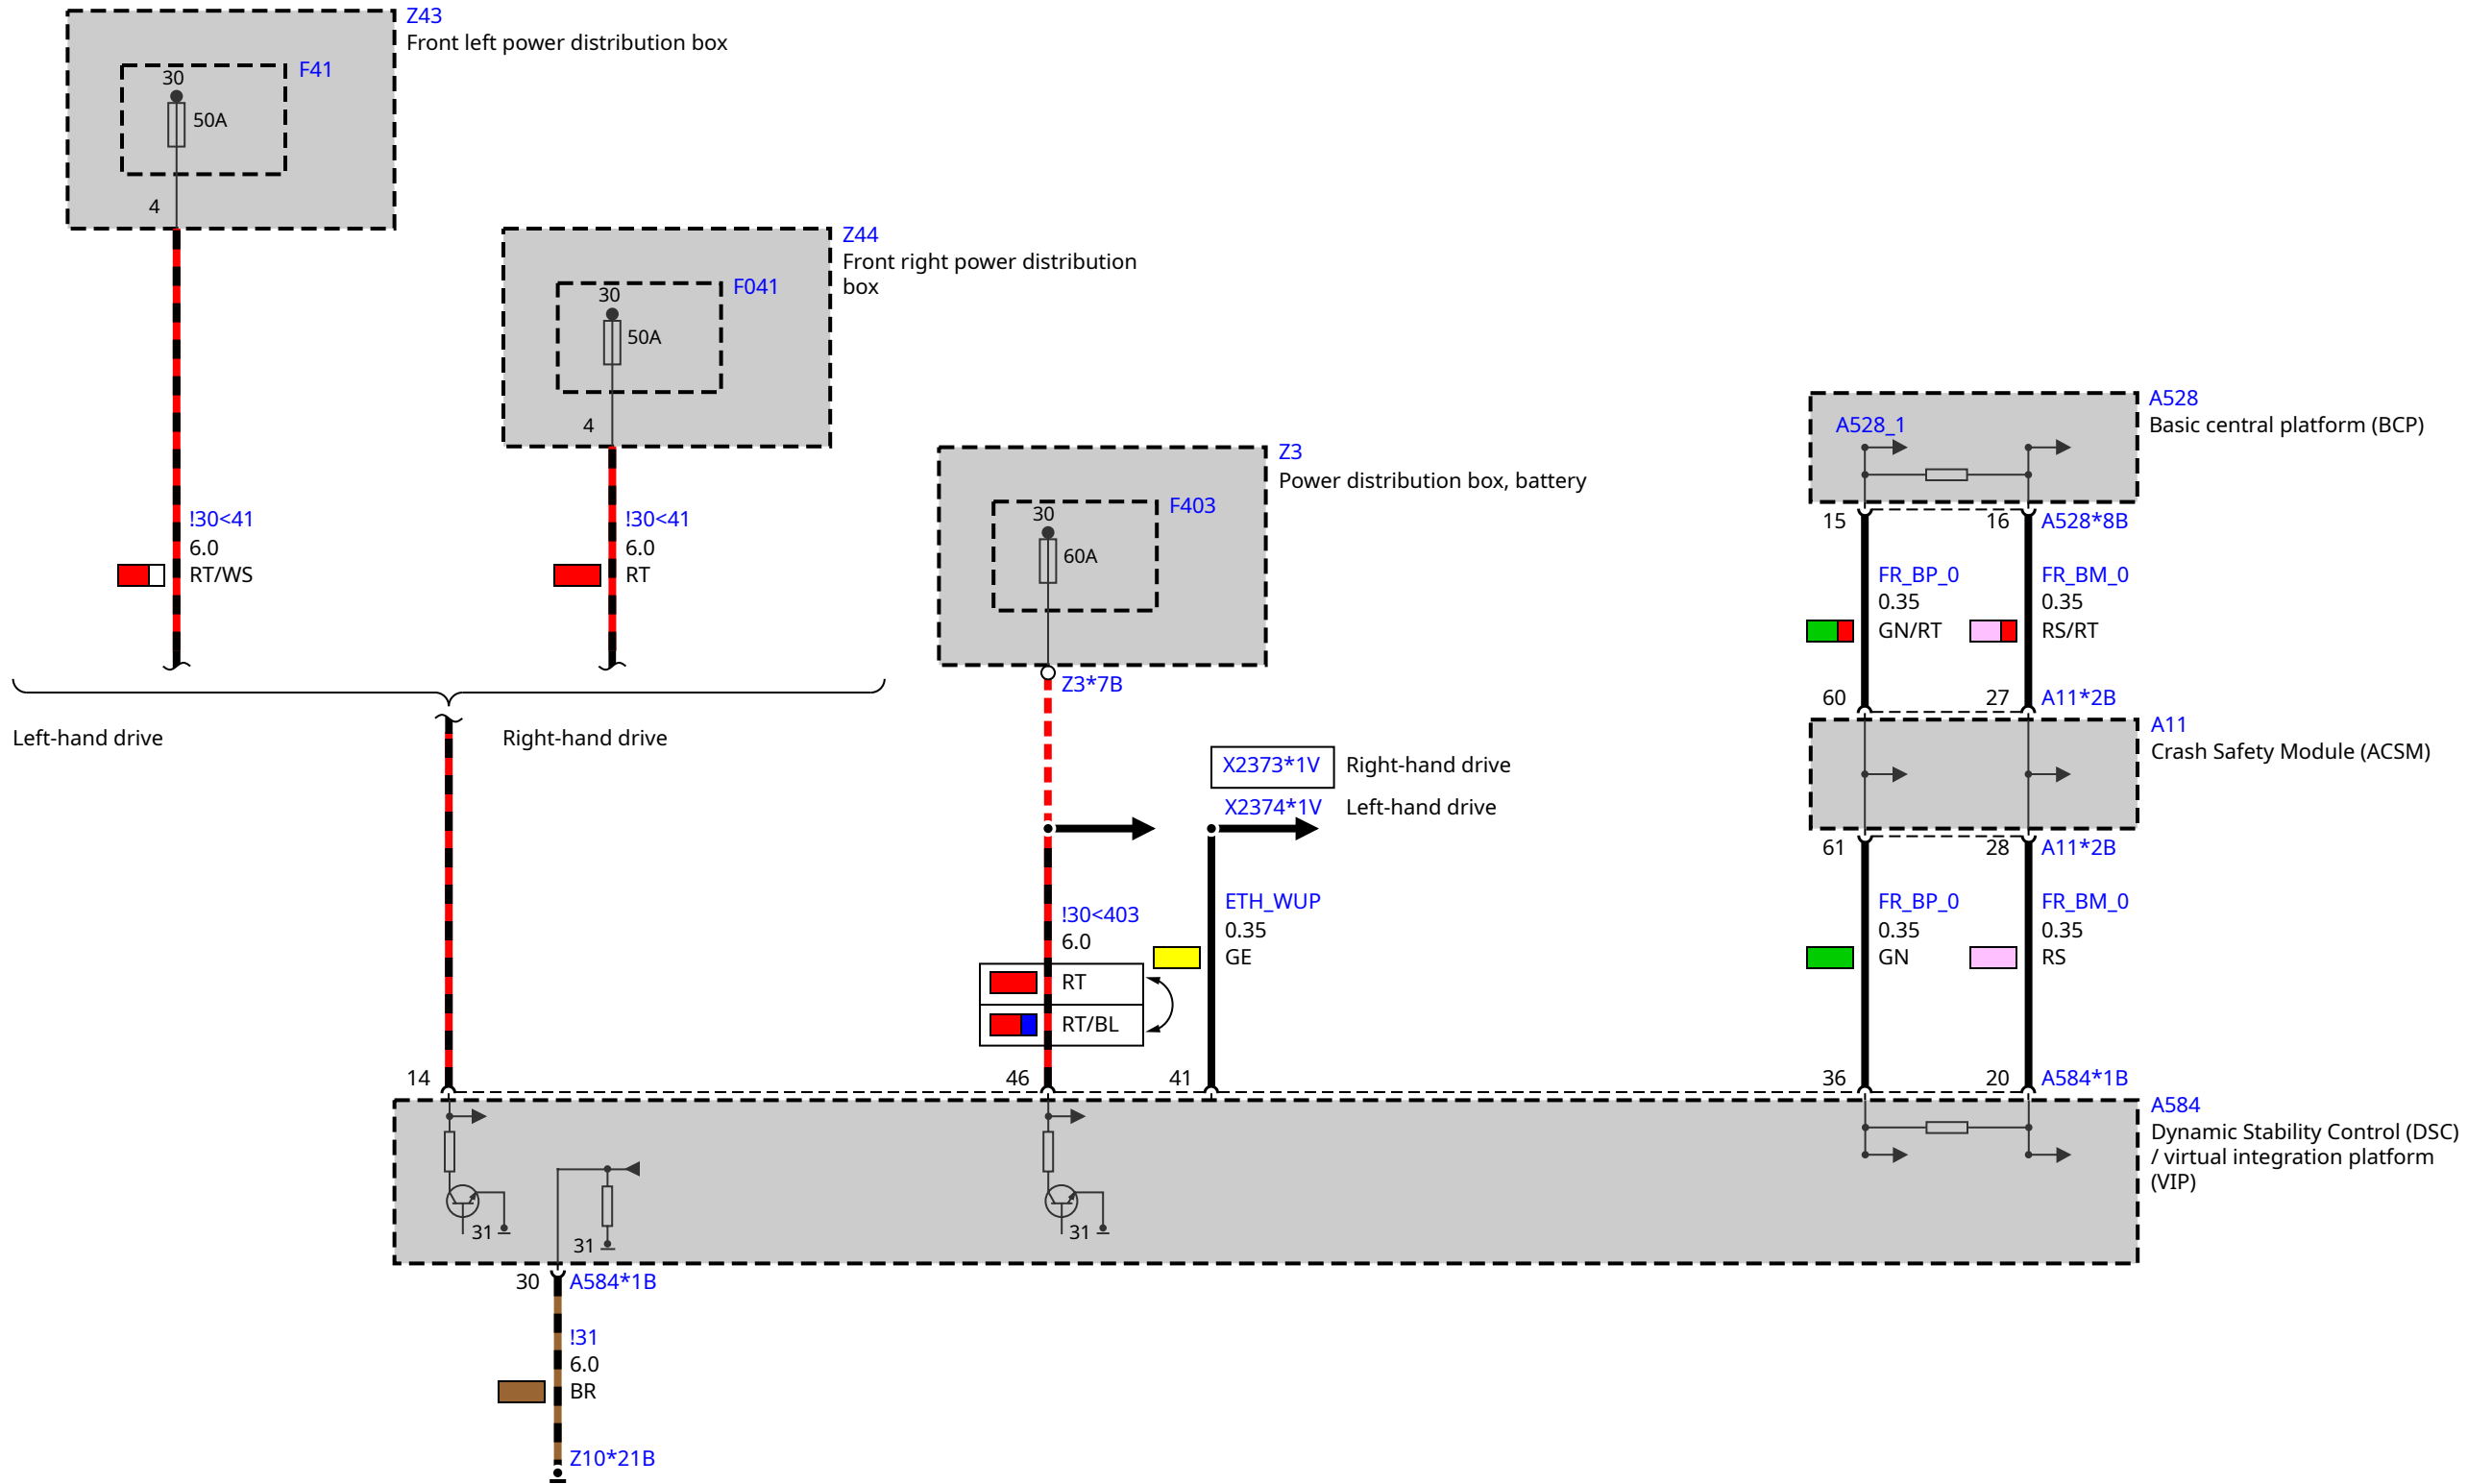 Z43
Front left power distribution box
F41
30
50A
4
Z44
Front right power distribution
box
F041
30
50A
4
A528
Basic central platform (BCP)
A528_1
Z3
Power distribution box, battery
F403
30
60A
!30<41
6.0
RT/WS
!30<41
6.0
RT
15
16
A528*8B
FR_BP_0
0.35
GN/RT
FR_BM_0
0.35
RS/RT
Z3*7B
60
27
A11*2B
A11
Crash Safety Module (ACSM)
Left-hand drive
Right-hand drive
X2373*1V
Right-hand drive
X2374*1V
Left-hand drive
61
28
A11*2B
!30<403
6.0
RT
RT/BL
ETH_WUP
0.35
GE
FR_BP_0
0.35
GN
FR_BM_0
0.35
RS
14
46
41
36
20
A584*1B
A584
Dynamic Stability Control (DSC)
/ virtual integration platform
(VIP)
31
31
31
30
A584*1B
!31
6.0
BR
Z10*21B